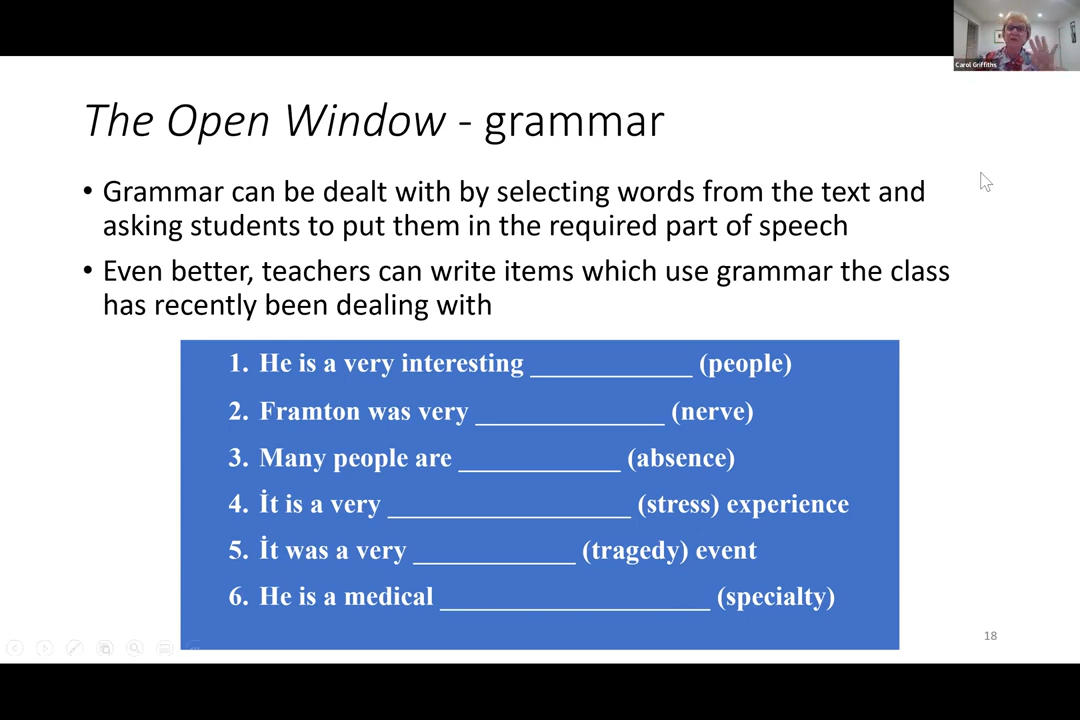 Carol Griffiths
The Open Window - grammar
• Grammar can be dealt with by selecting words from the text and
asking students to put them in the required part of speech
• Even better, teachers can write items which use grammar the class
has recently been dealing with
1. He is a very interesting ____________ (people)
2. Framton was very ______________ (nerve)
3. Many people are ____________ (absence)
4. İt is a very __________________ (stress) experience
5. İt was a very ____________ (tragedy) event
6. He is a medical ____________________ (specialty)
18